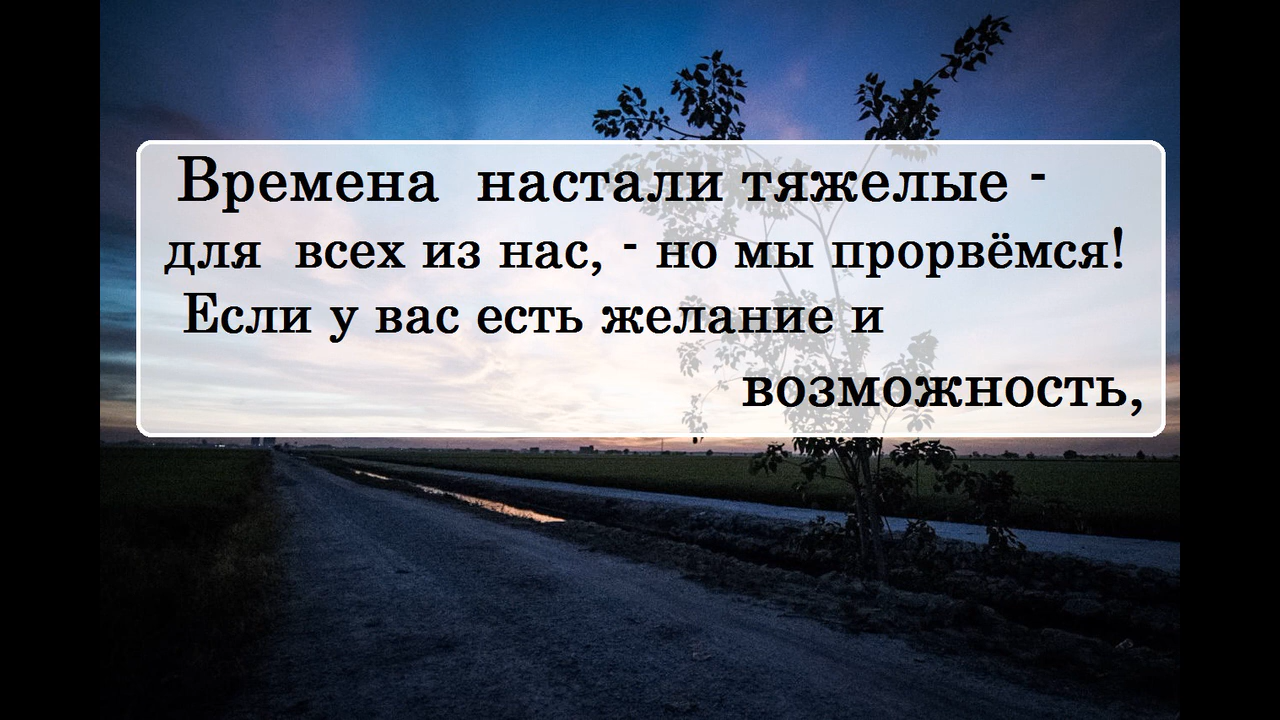 Времена настали тяжелые -
для всех из нас, - но мы прорвёмся!
Если у вас есть желание и
возможность,